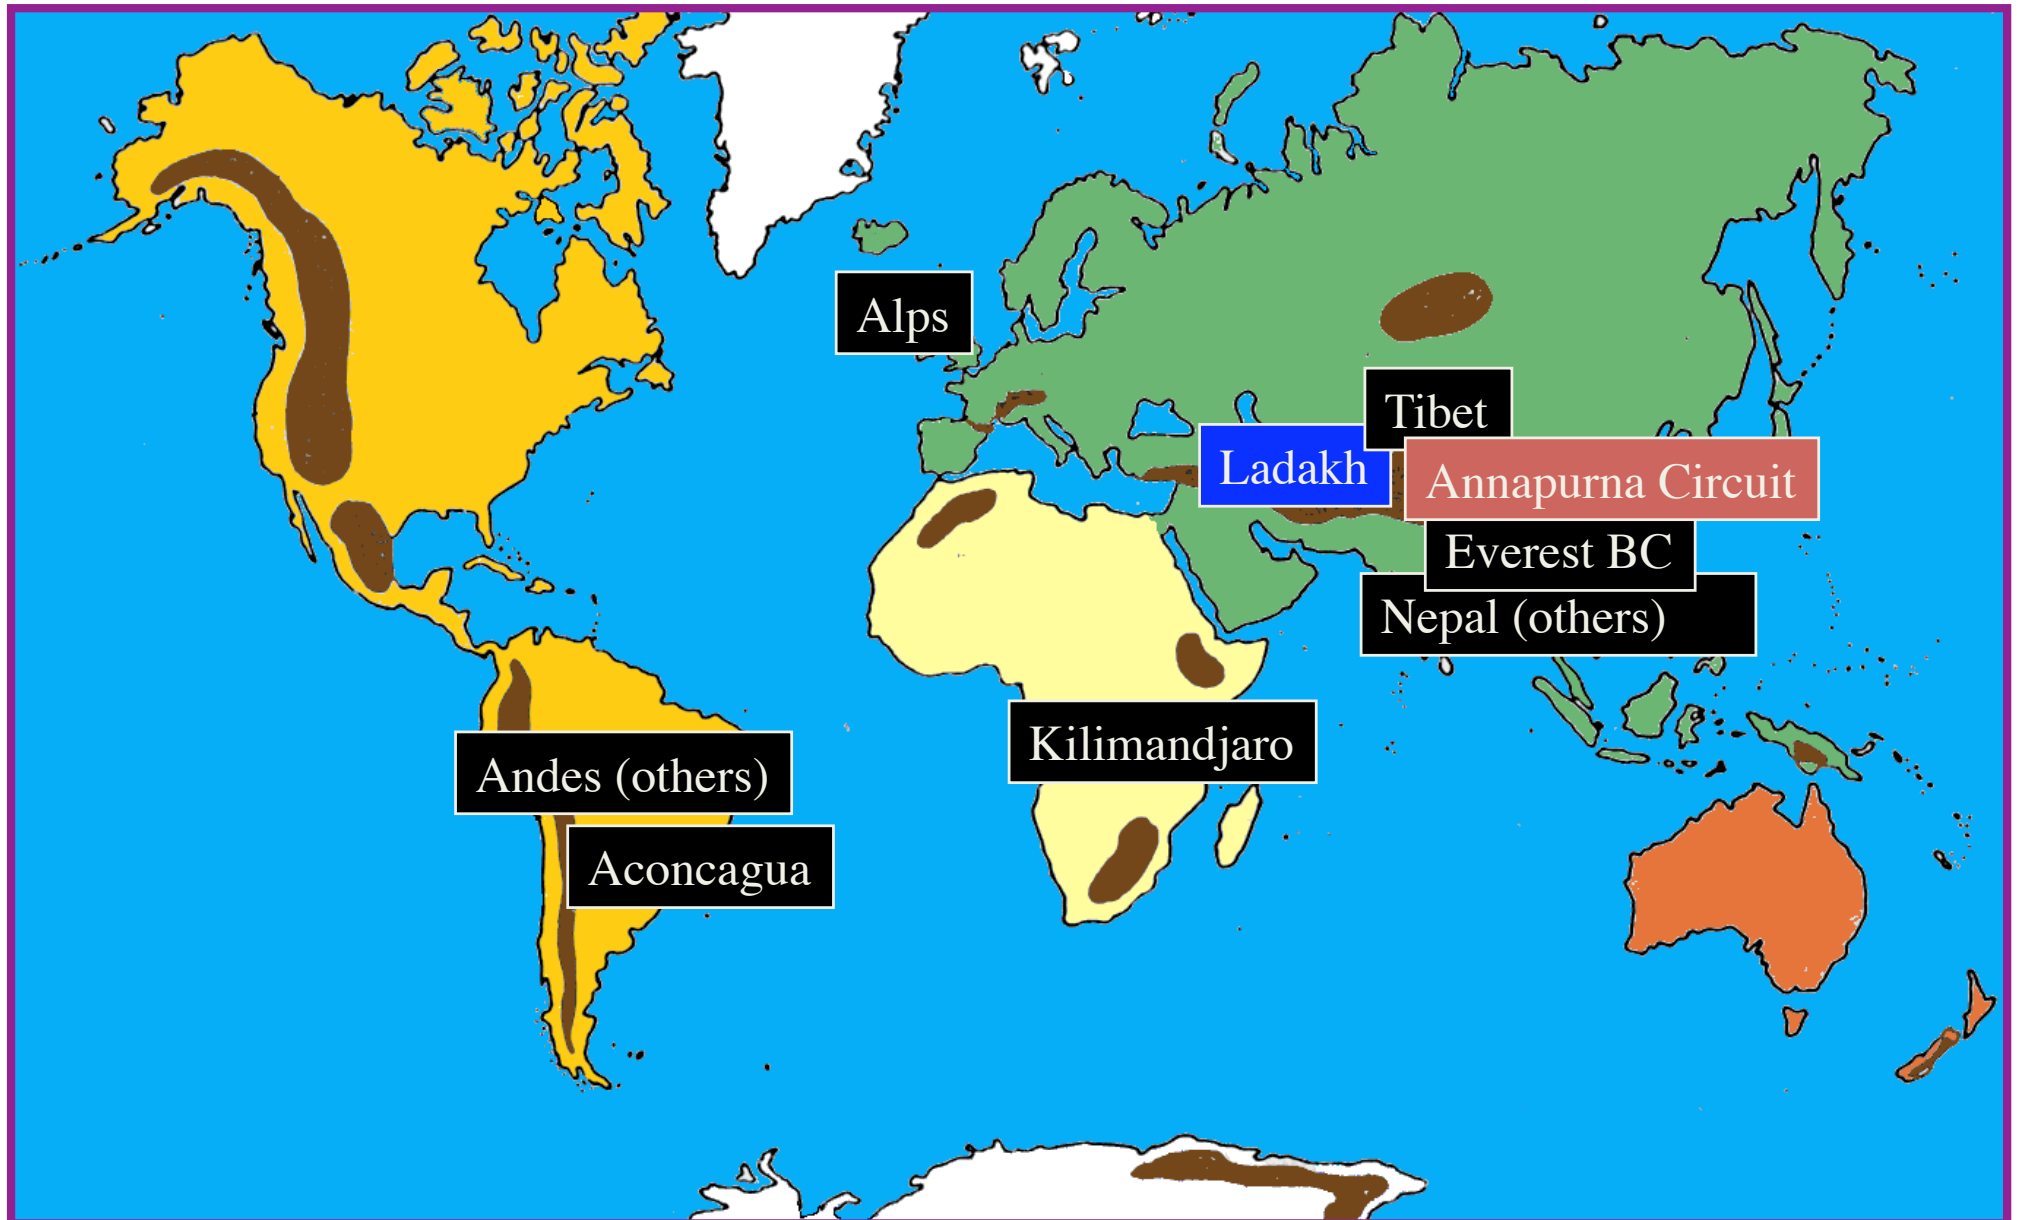 Alps
Tibet
Ladakh
Annapurna Circuit
Everest BC
Nepal (others)
Kilimandjaro
Andes (others)
Aconcagua